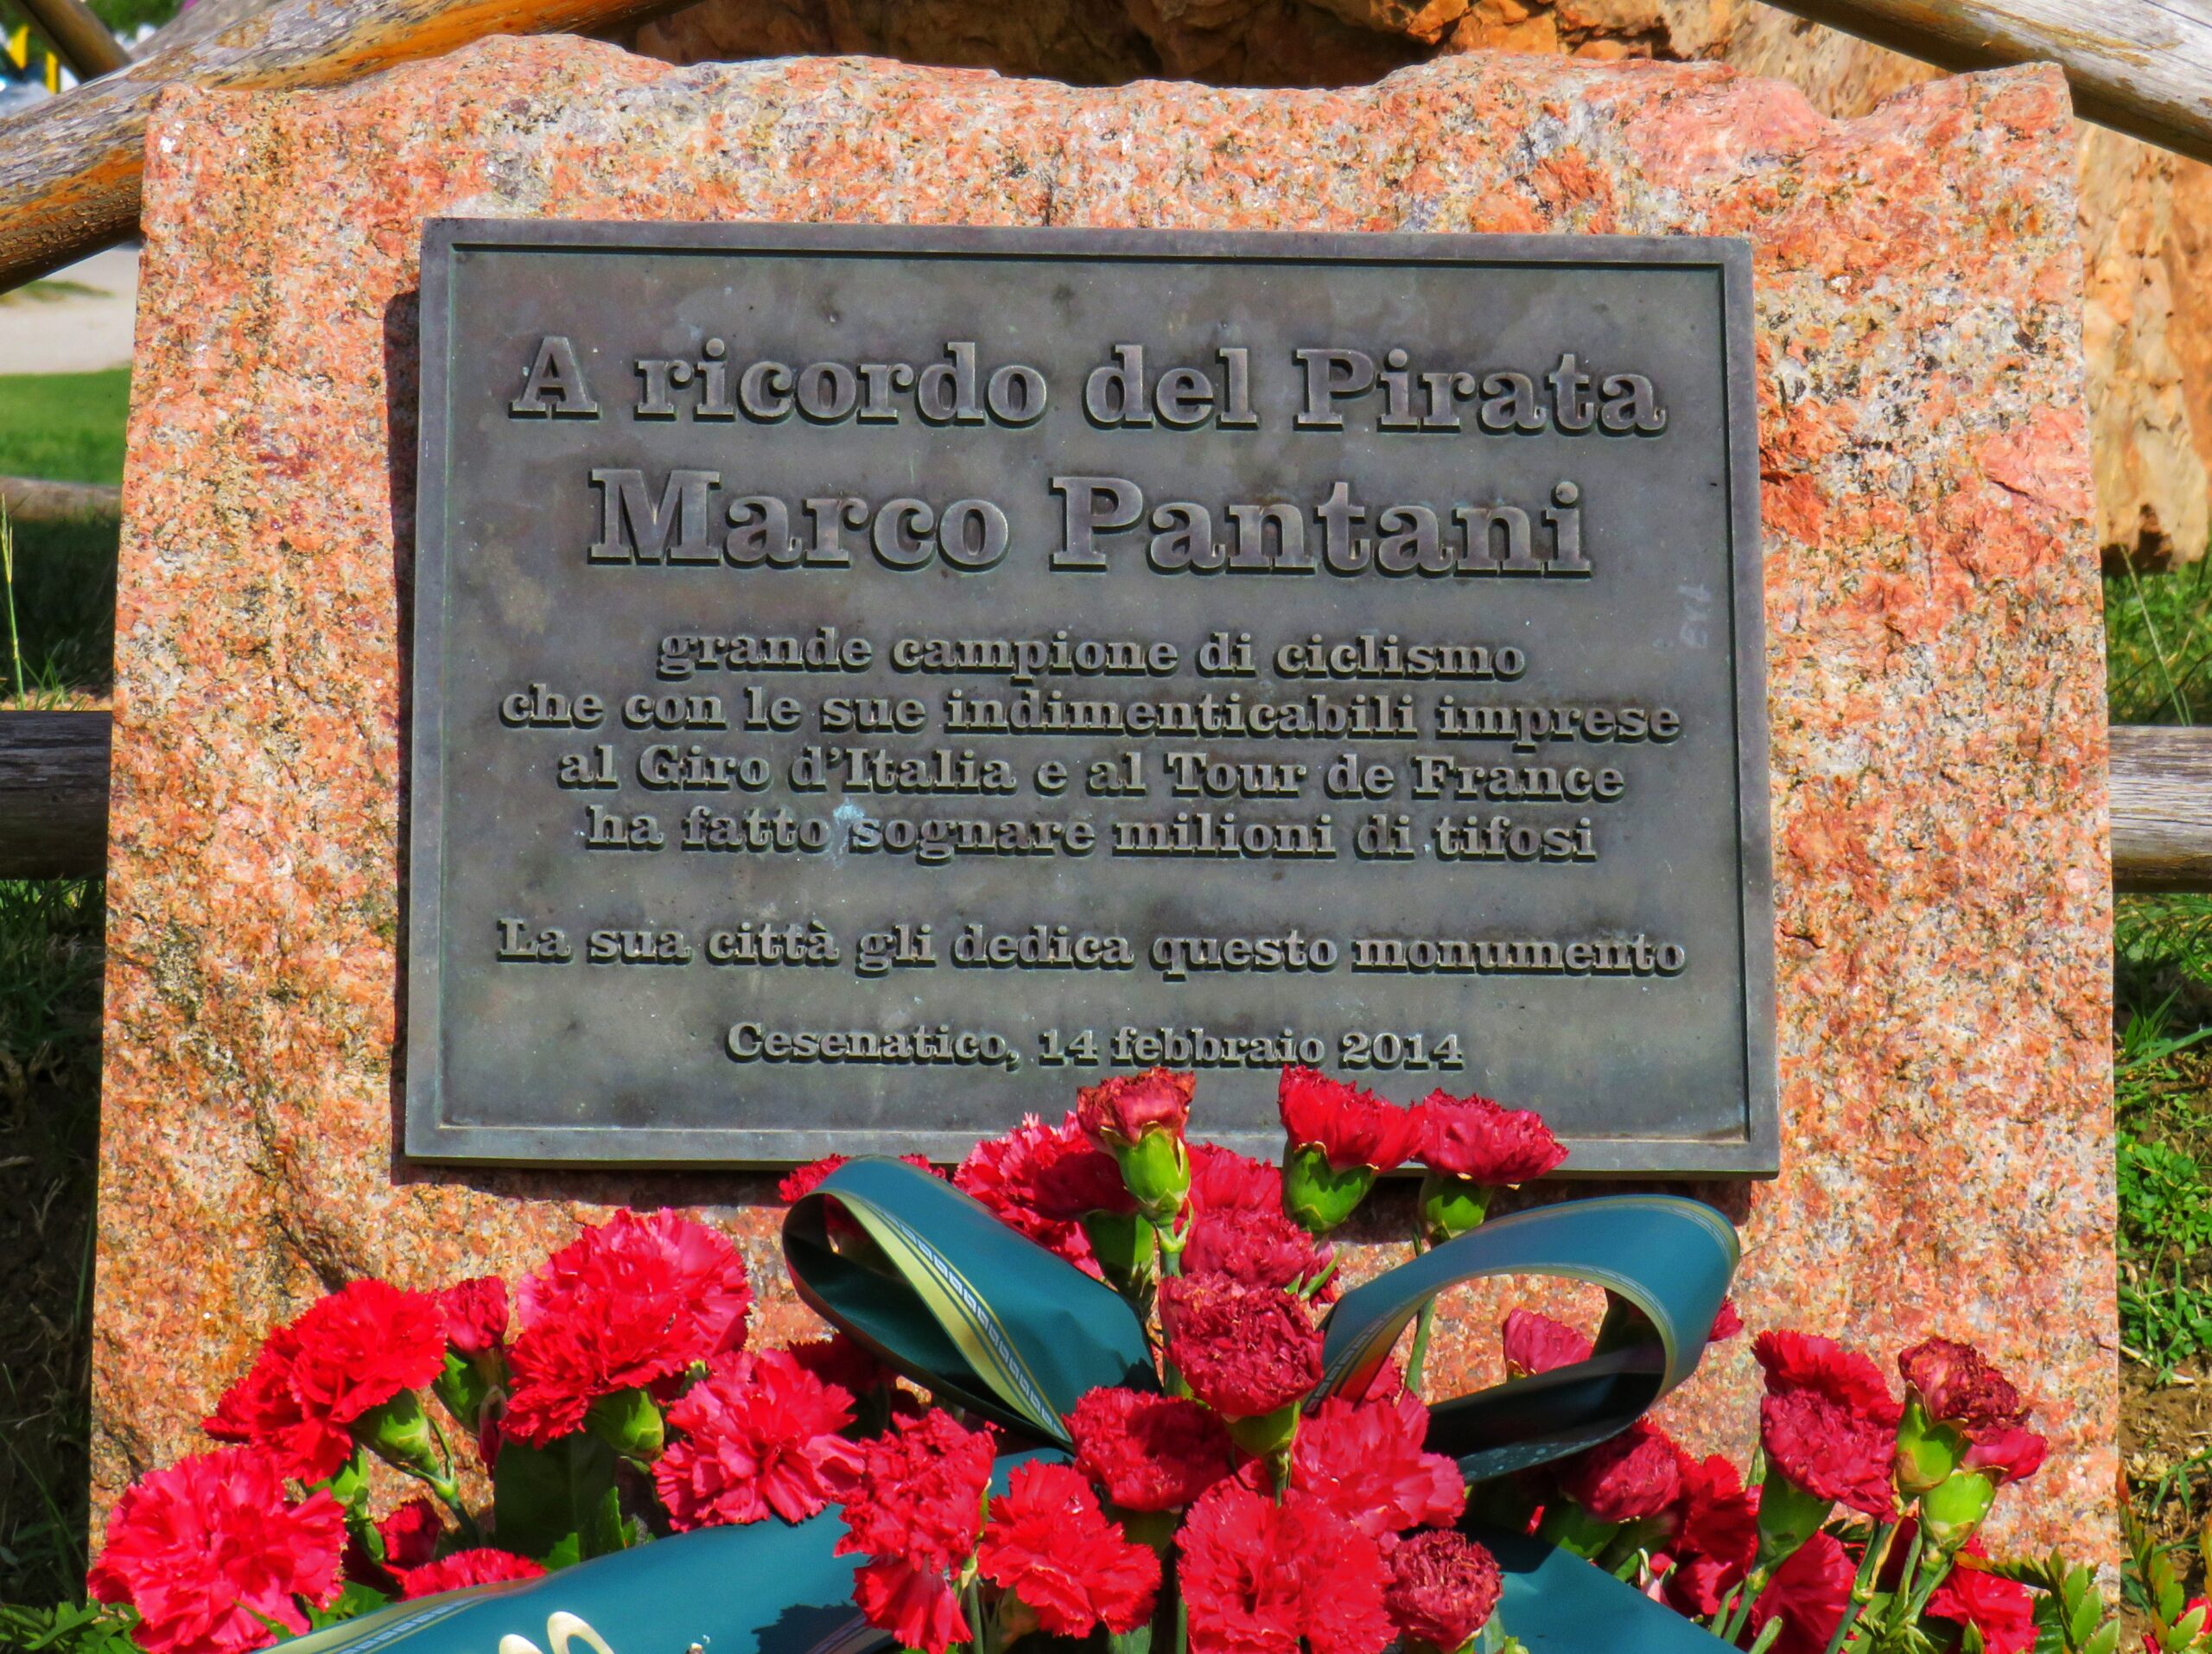 A ricordo del Pirata
Marco Pantani
grande campione di ciclismo
che con le sue indimenticabili imprese
al Giro d'Italia e al Tour de France
ha fatto sognare milioni di tifosi
La sua città gli dedica questo monumento
Cesenatico, 14 febbraio 2014